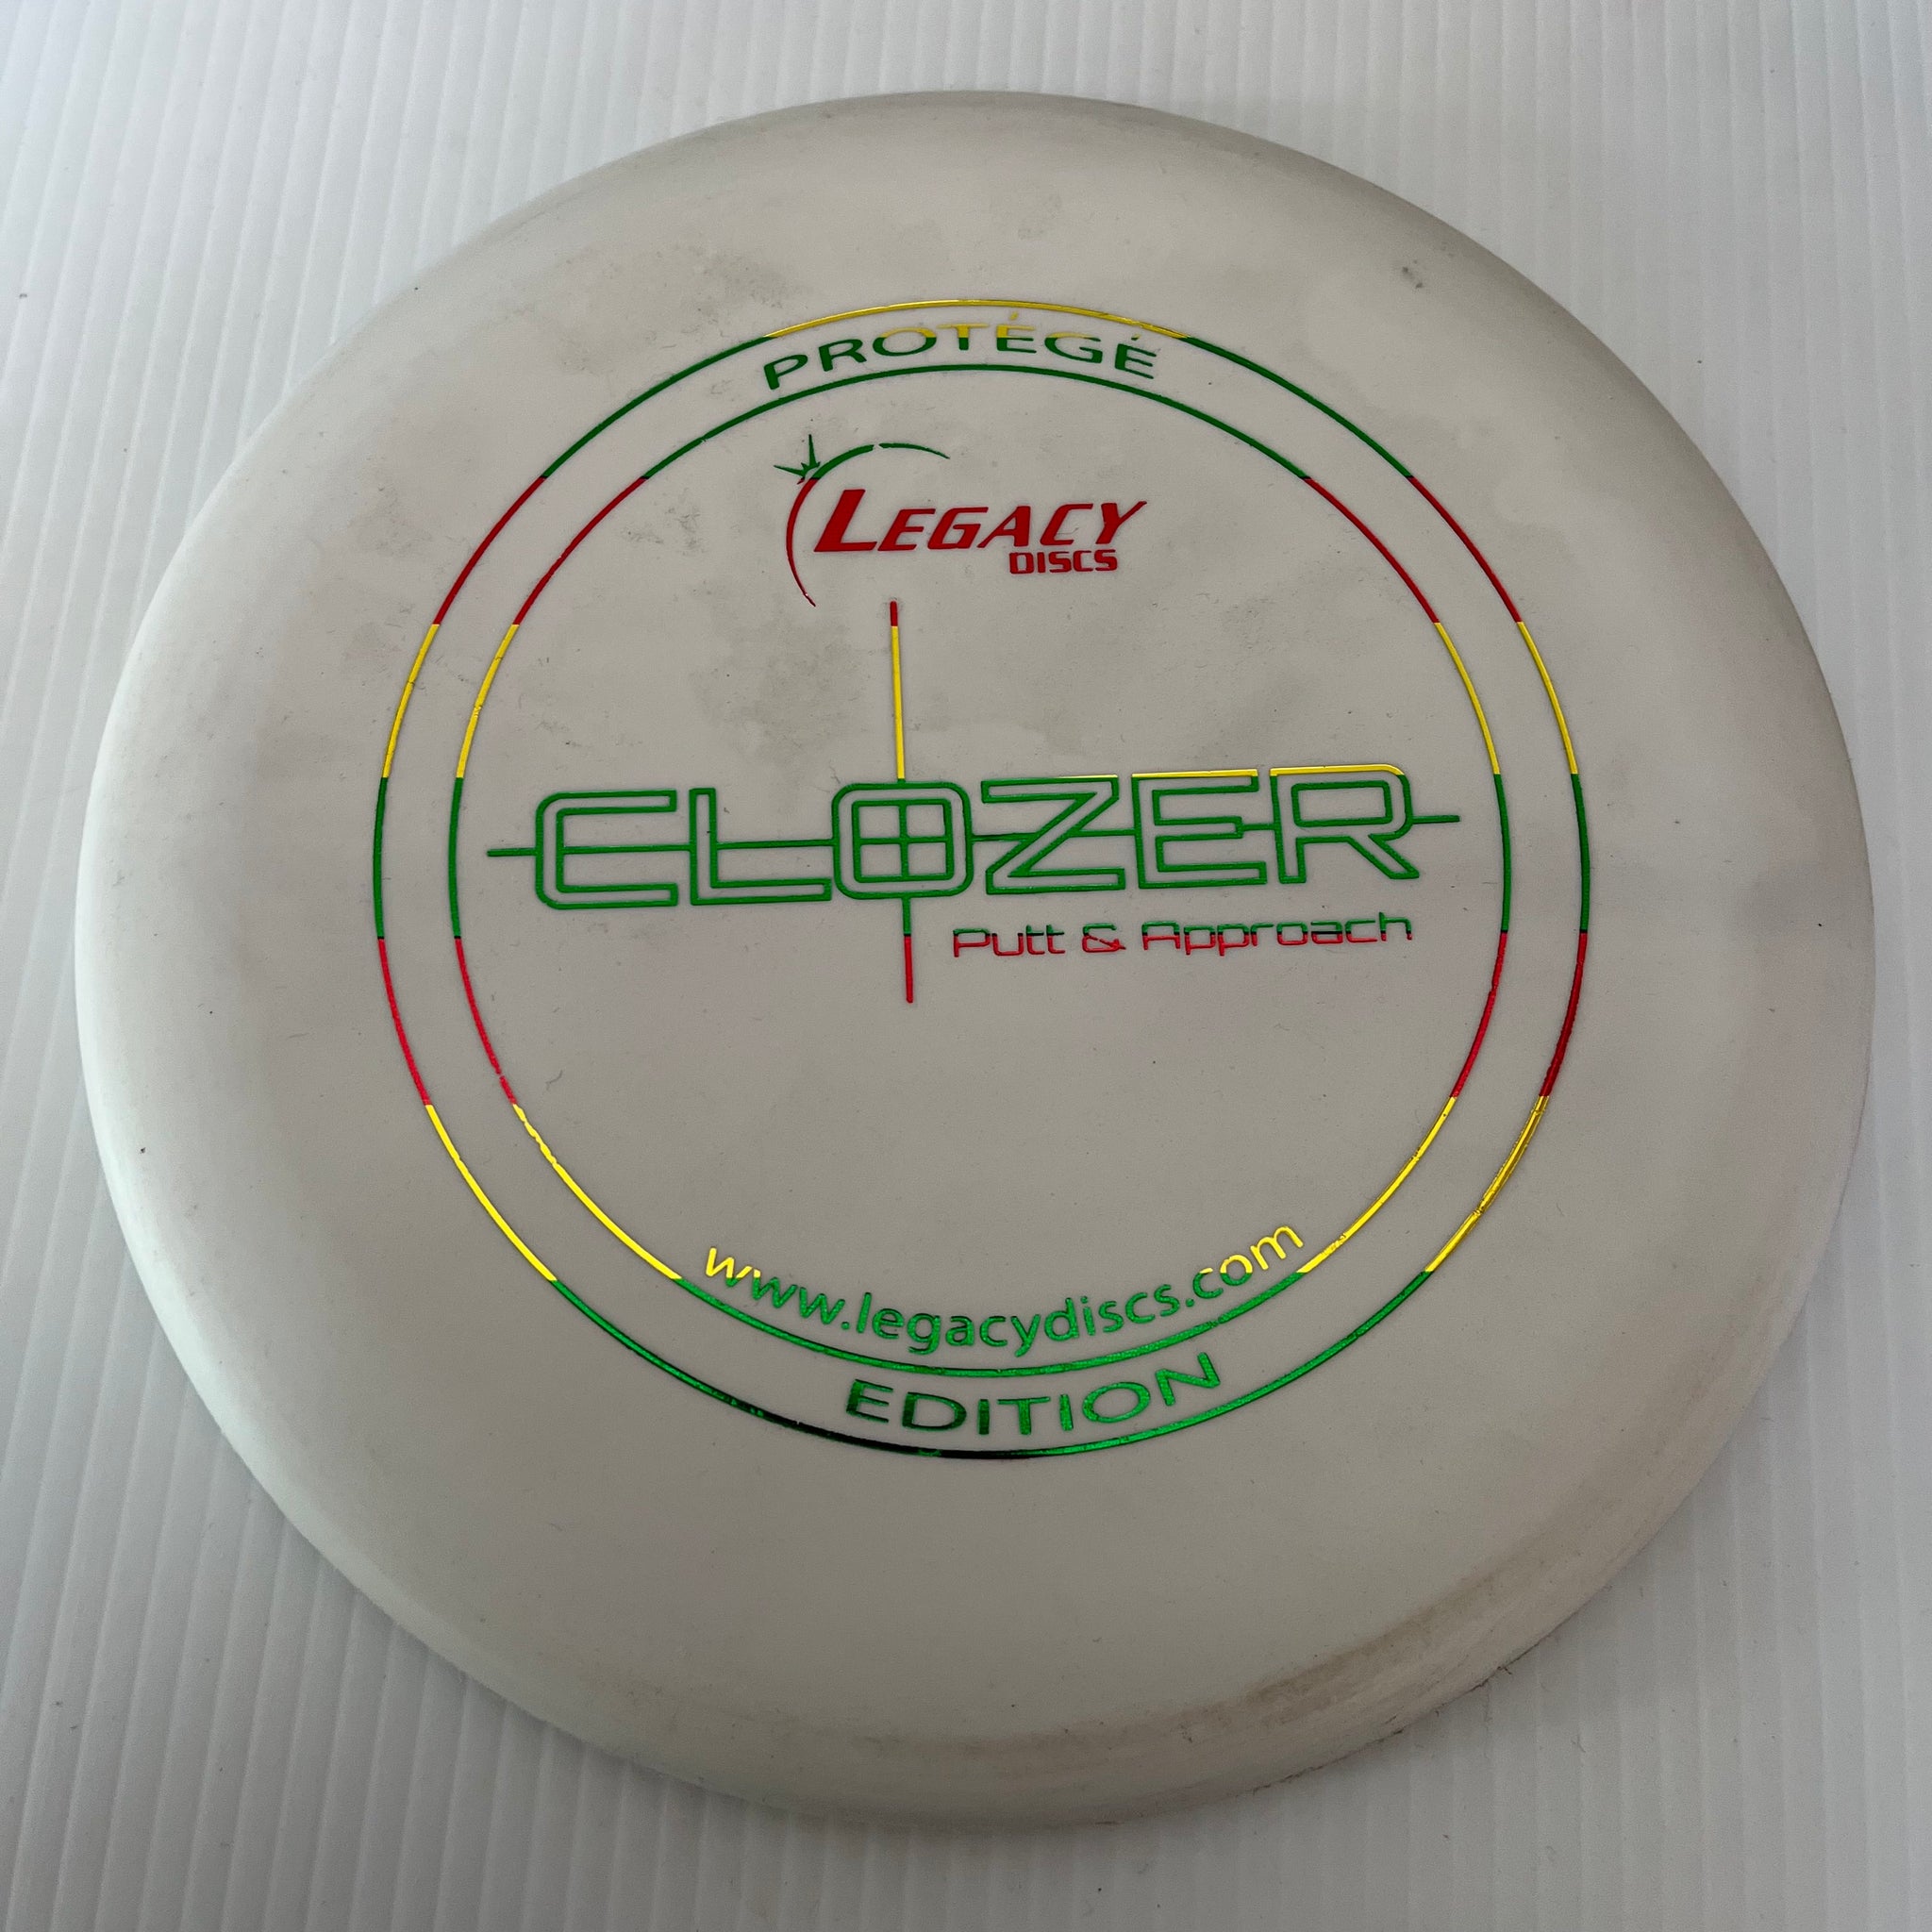 PROTÉGÉ
LEGACY
DISCS
CLOZER
Putt & Approach
www.legacydiscs.com
EDITION